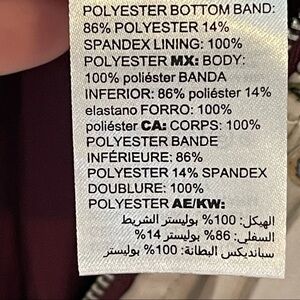 POLYESTER BOTTOM BAND:
86% POLYESTER 14%
SPANDEX LINING: 100%
POLYESTER MX: BODY:
100% poliéster BANDA
INFERIOR: 86% poliéster 14%
elastano FORRO: 100%
poliéster CA: CORPS: 100%
POLYESTER BANDE
INFÉRIEURE: 86%
POLYESTER 14% SPANDEX
DOUBLURE: 100%
POLYESTER AE/KW:
الهيكل: 100% بوليستر الشريط
السفلي: 86% بوليستر 14%
سباندكيس البطانة: 100% بوليستر